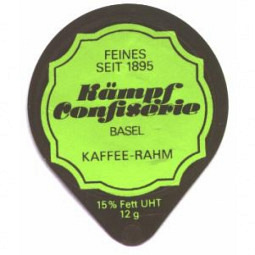 FEINES
SEIT 1895
Kämpf
Confiserie
BASEL
KAFFEE-RAHM
15% Fett UHT
12 g